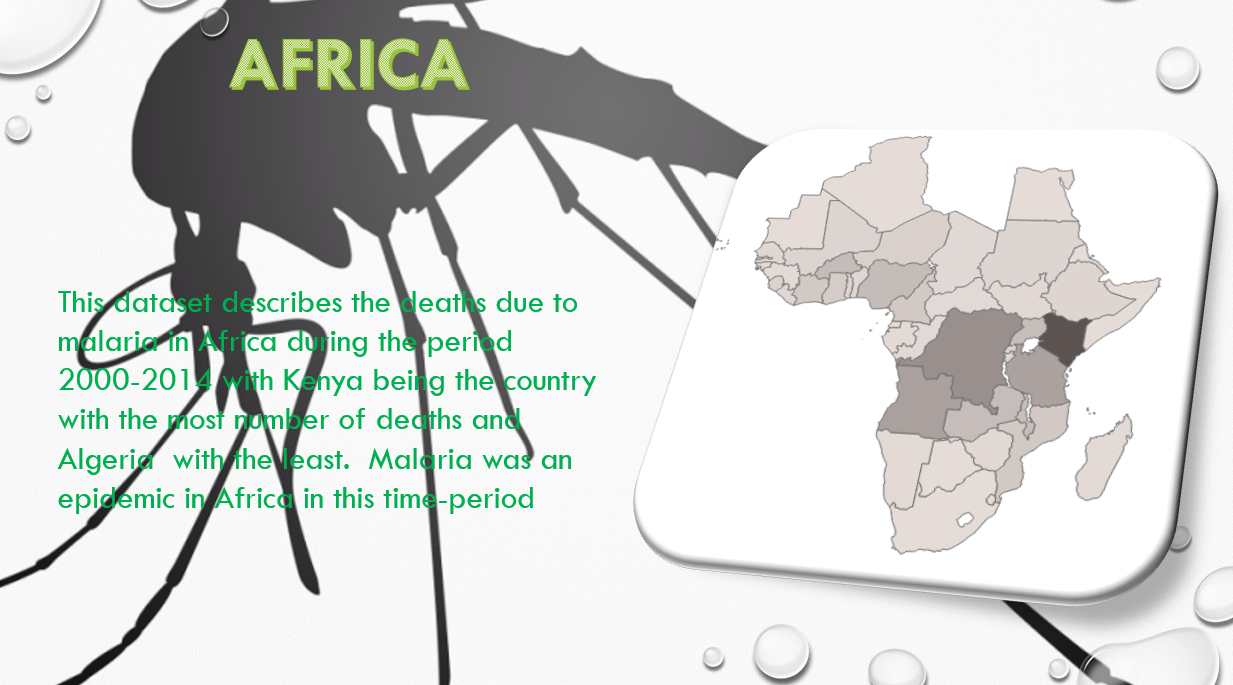 AFRICA
This dataset describes the deaths due to
malaria in Africa during the period
2000-2014 with Kenya being the country
with the most number of deaths and
Algeria  with the least.  Malaria was an
epidemic in Africa in this time-period